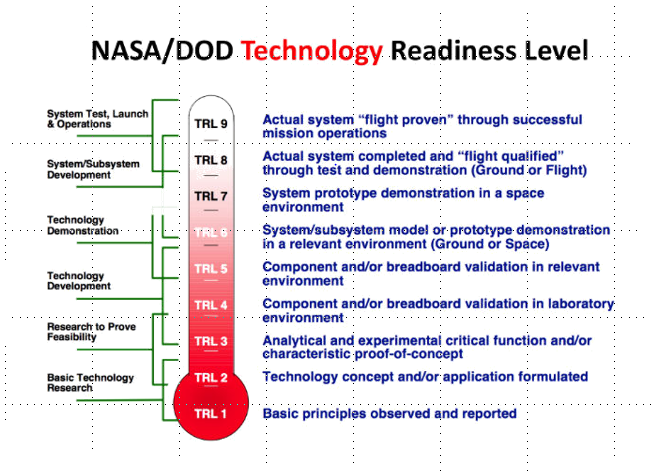 NASA/DOD Technology Readiness Level
System Test, Launch
& Operations
System/Subsystem
Development
Technology
Demonstration
Technology
Development
Research to Prove
Feasibility
Basic Technology
Research
TRL 9
Actual system “flight proven” through successful
mission operations
TRL 8
Actual system completed and “flight qualified”
through test and demonstration (Ground or Flight)
TRL 7
System prototype demonstration in a space
environment
TRL 6
System/subsystem model or prototype demonstration
in a relevant environment (Ground or Space)
TRL 5
Component and/or breadboard validation in relevant
environment
TRL 4
Component and/or breadboard validation in laboratory
environment
TRL 3
Analytical and experimental critical function and/or
characteristic proof-of-concept
TRL 2
Technology concept and/or application formulated
TRL 1
Basic principles observed and reported